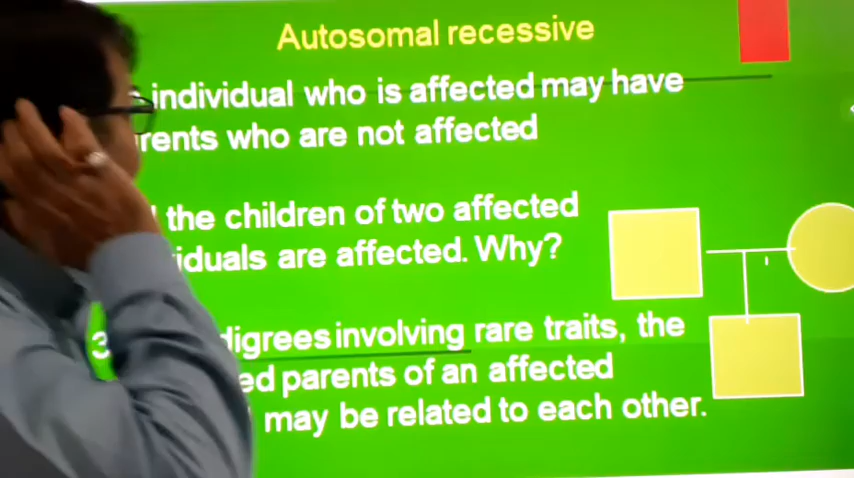 Autosomal recessive
individual who is affected may have
rents who are not affected
the children of two affected
iduals are affected. Why?
3
digrees involving rare traits, the
ed parents of an affected
may be related to each other.